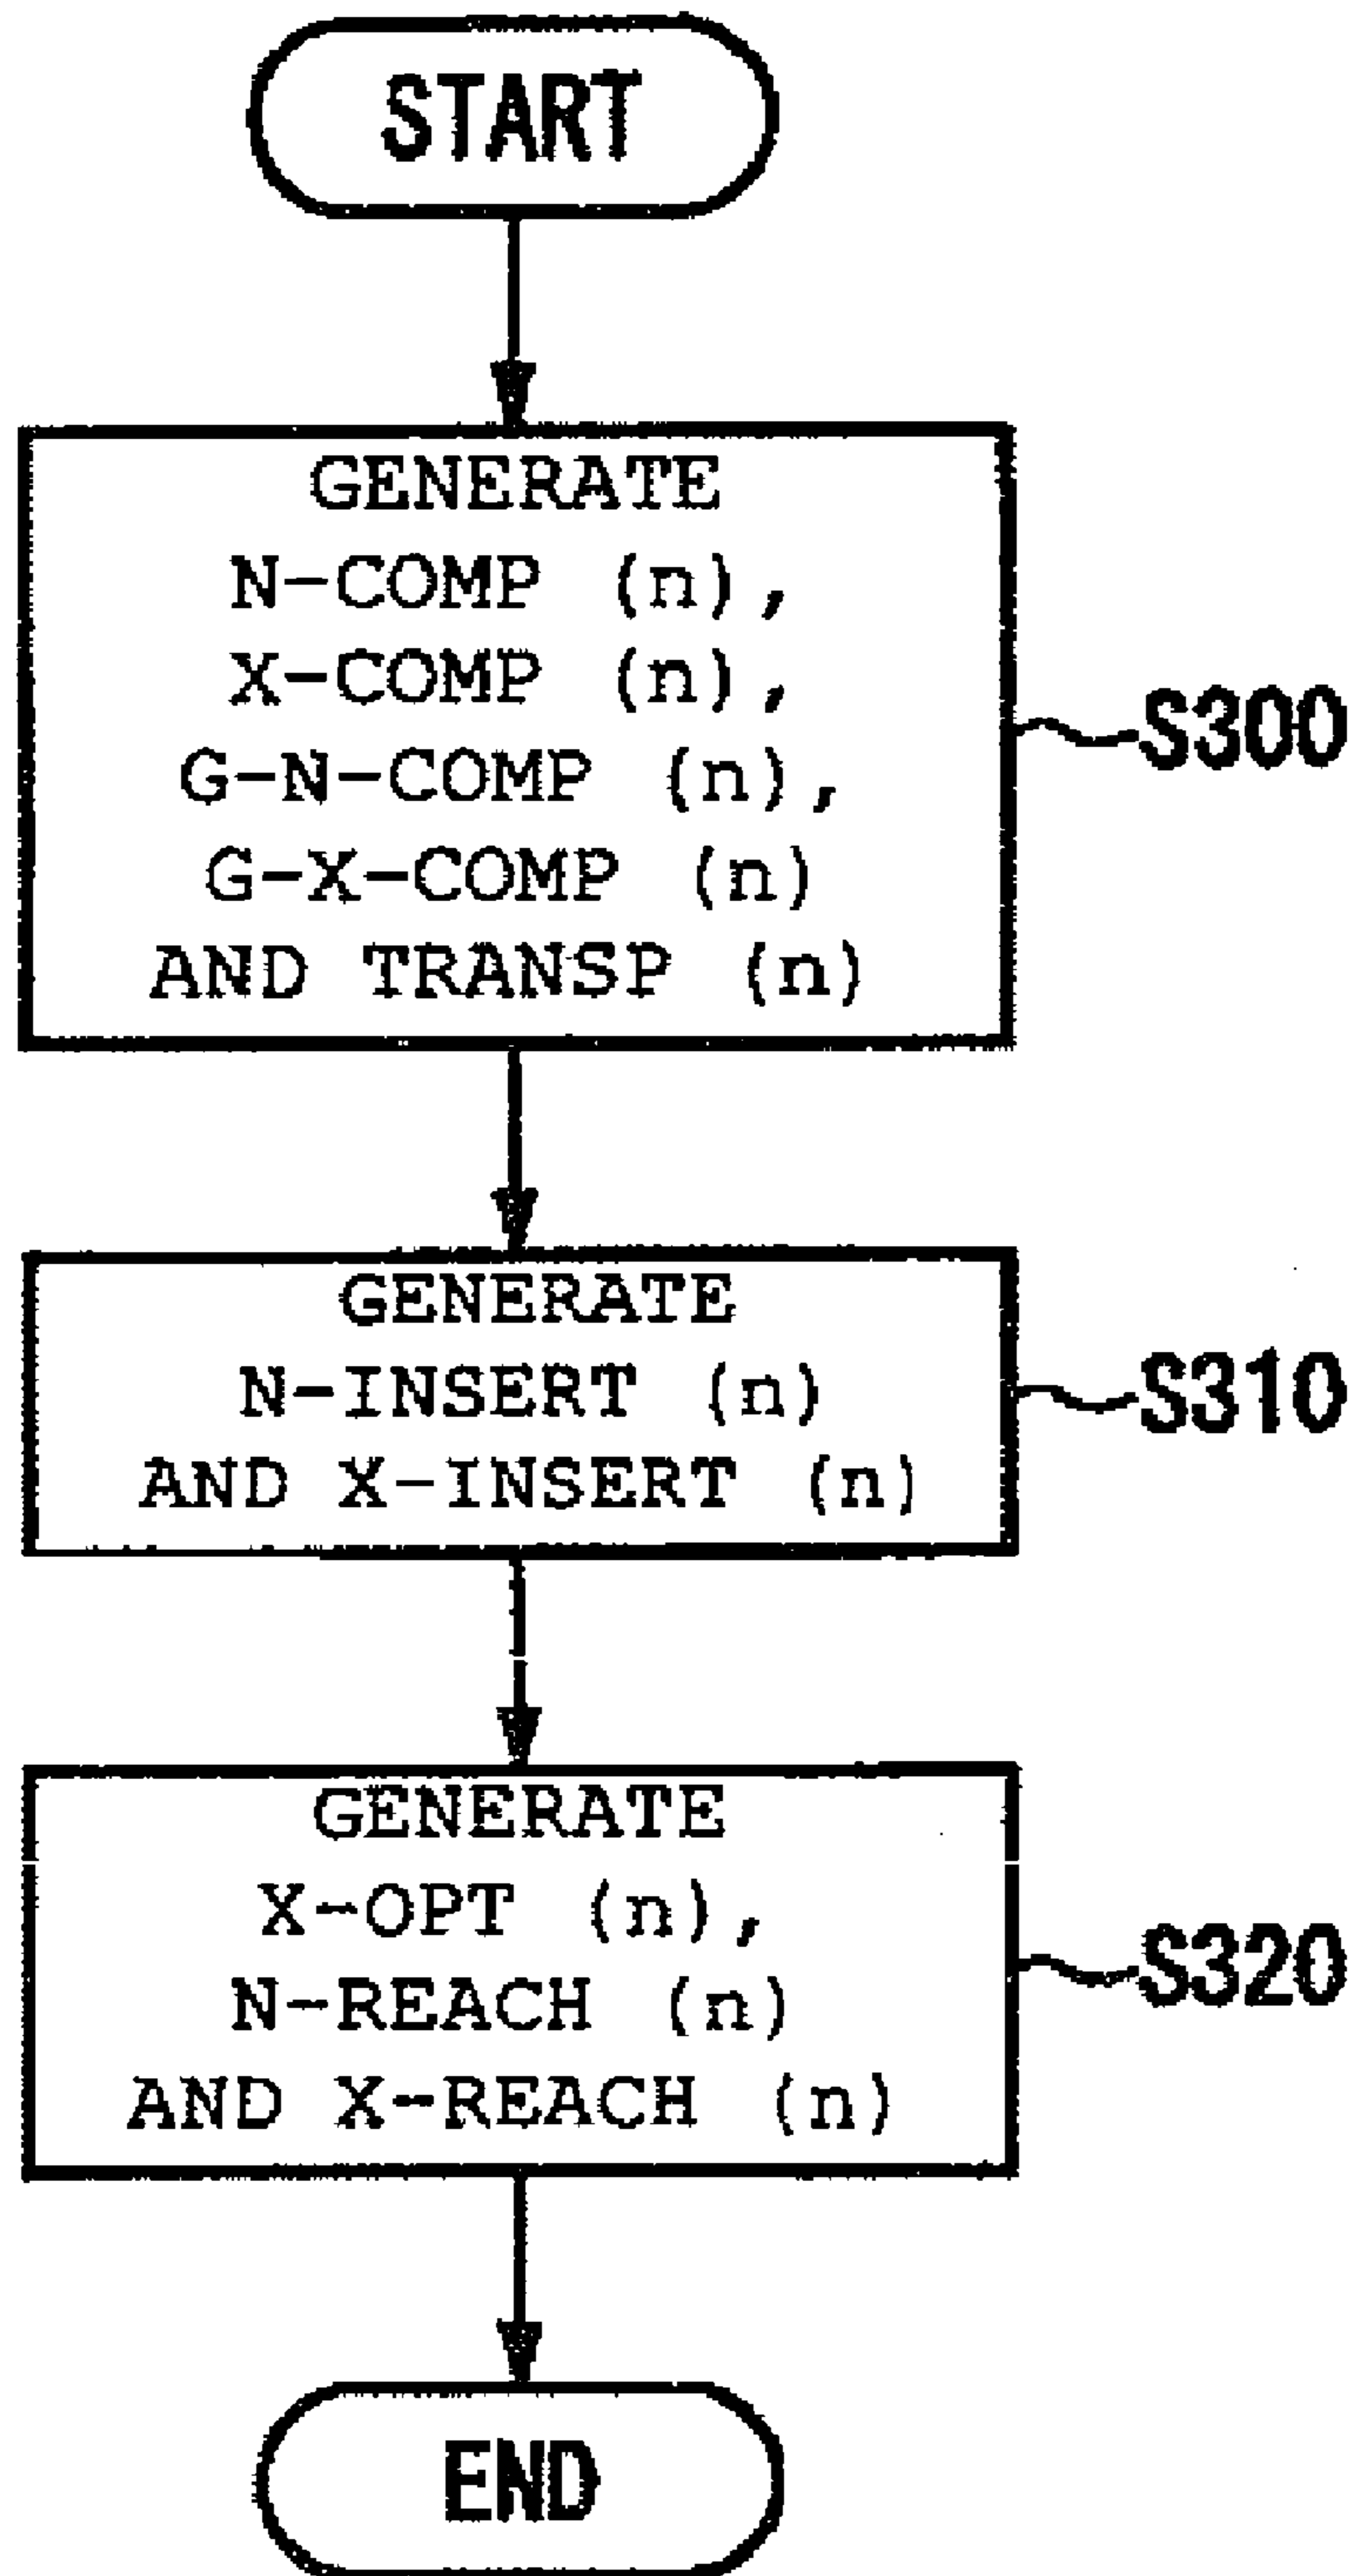 START
GENERATE
N-COMP (n),
X-COMP (n),
G-N-COMP (n),
G-X-COMP (n)
AND TRANSP (n)
S300
GENERATE
N-INSERT (n)
AND X-INSERT (n)
S310
GENERATE
X-OPT (n),
N-REACH (n)
AND X-REACH (n)
S320
END